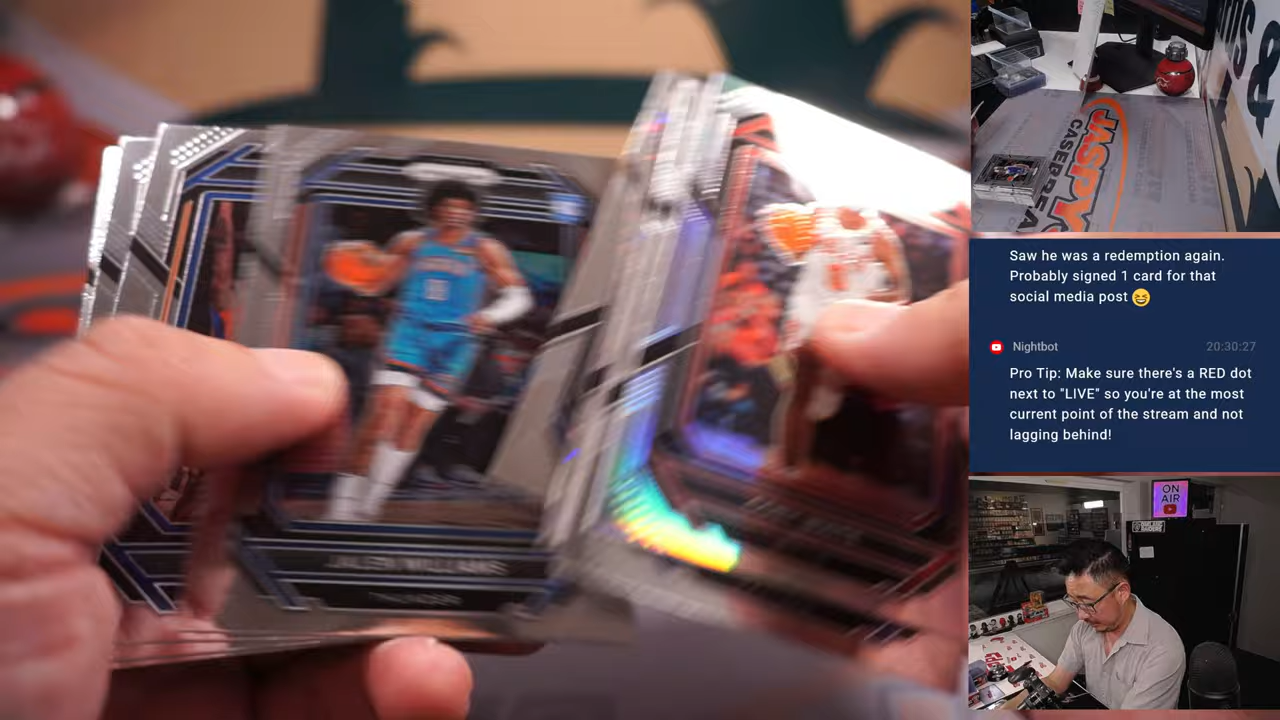 JALEN WILLIAMS
THUNDER
JASPY
CASEBREA
&
Saw he was a redemption again.
Probably signed 1 card for that
social media post 😆
Nightbot
20:30:27
Pro Tip: Make sure there's a RED dot
next to "LIVE" so you're at the most
current point of the stream and not
lagging behind!
ON
AIR